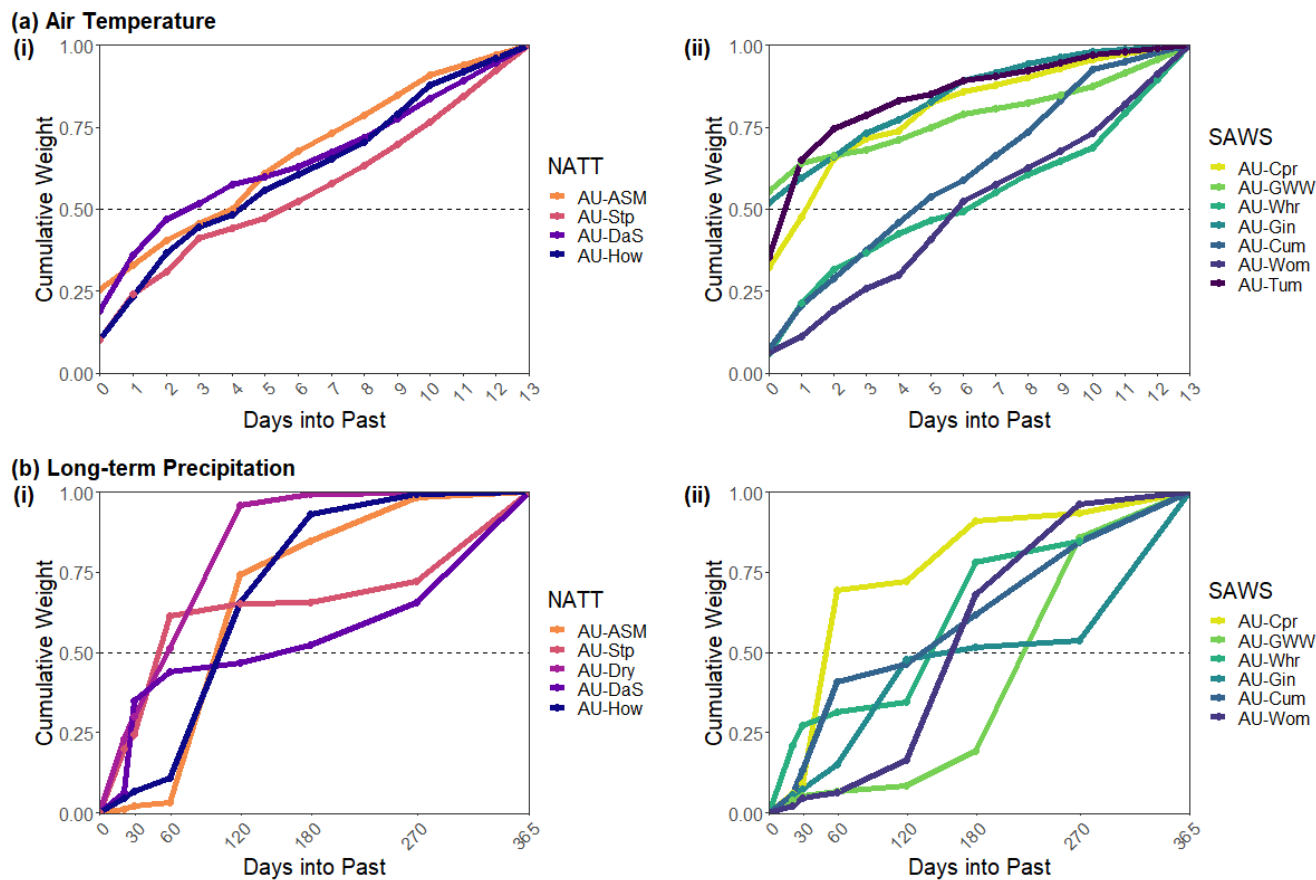 (a) Air Temperature
(i)
Cumulative Weight
1.00
0.75
0.50
0.25
0.00
0 1 2 3 4 5 6 7 8 9 10 11 12 13
Days into Past
NATT
AU-ASM
AU-Stp
AU-DaS
AU-How
(ii)
Cumulative Weight
1.00
0.75
0.50
0.25
0.00
0 1 2 3 4 5 6 7 8 9 10 11 12 13
Days into Past
SAWS
AU-Cpr
AU-GWW
AU-Whr
AU-Gin
AU-Cum
AU-Wom
AU-Tum
(b) Long-term Precipitation
(i)
Cumulative Weight
1.00
0.75
0.50
0.25
0.00
0 30 60 120 180 270 365
Days into Past
NATT
AU-ASM
AU-Stp
AU-Dry
AU-DaS
AU-How
(ii)
Cumulative Weight
1.00
0.75
0.50
0.25
0.00
0 30 60 120 180 270 365
Days into Past
SAWS
AU-Cpr
AU-GWW
AU-Whr
AU-Gin
AU-Cum
AU-Wom